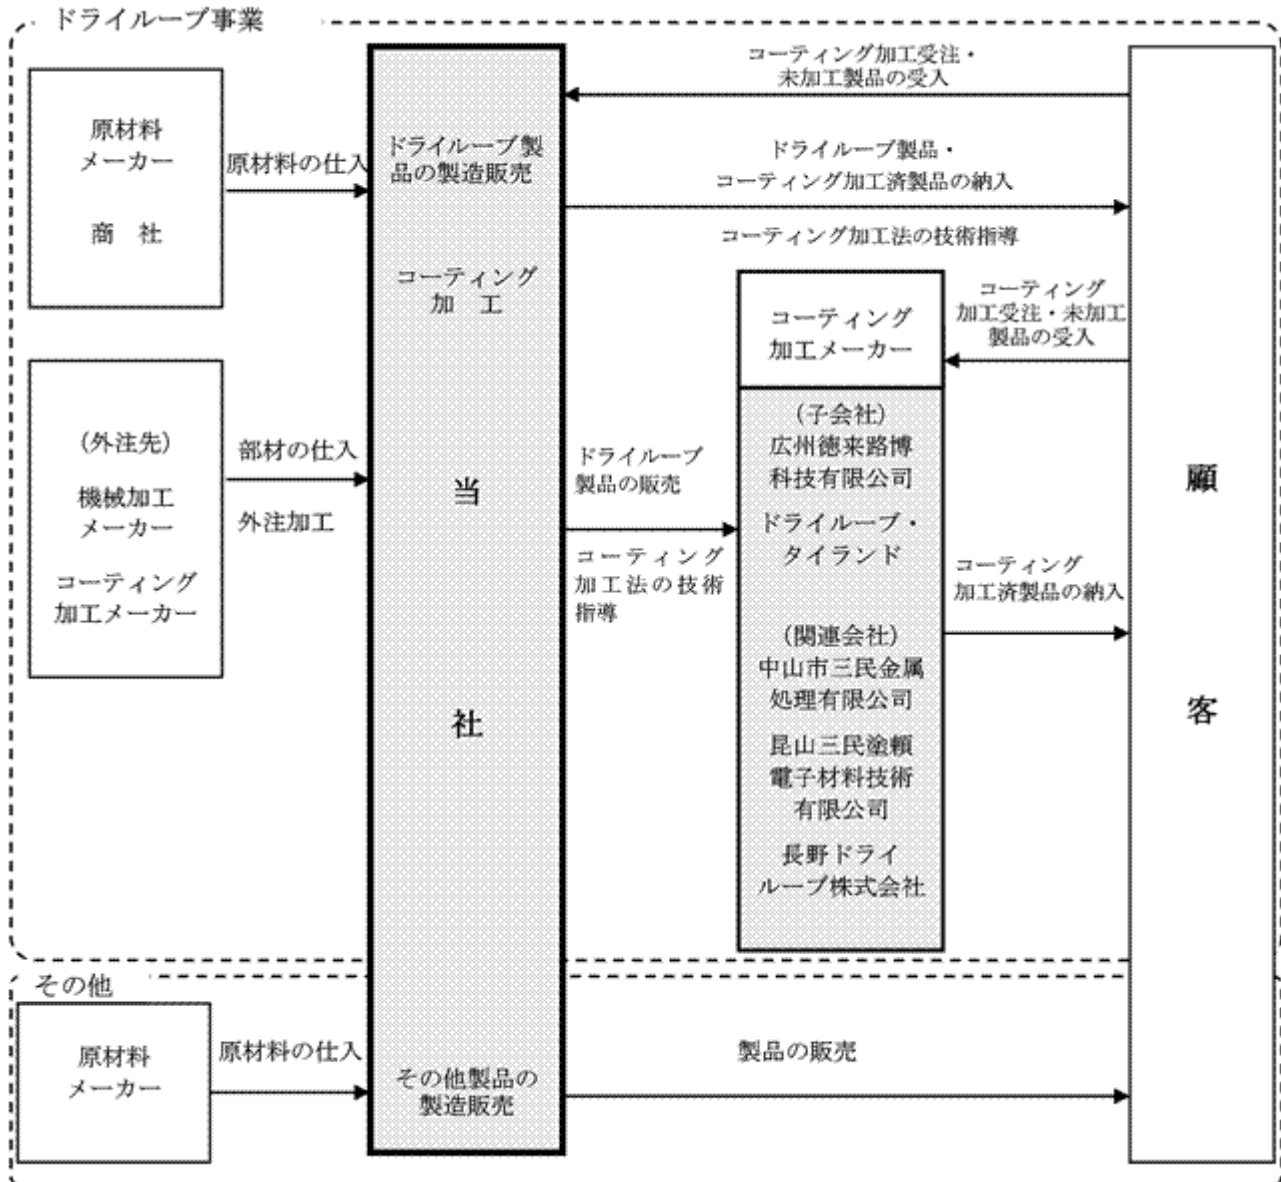 ドライルーブ事業
原材料
メーカー
商 社
原材料の仕入
(外注先)
機械加工
メーカー
コーティング
加工メーカー
部材の仕入
外注加工
ドライルーブ製
品の製造販売
コーティング
加 工
当
社
コーティング加工受注・
未加工製品の受入
ドライルーブ製品・
コーティング加工済製品の納入
コーティング加工法の技術指導
ドライルーブ
製品の販売
コーティング
加工法の技術
指導
コーティング
加工メーカー
(子会社)
広州徳来路博
科技有限公司
ドライルーブ・
タイランド
(関連会社)
中山市三民金属
処理有限公司
昆山三民塗頼
電子材料技術
有限公司
長野ドライ
ルーブ株式会社
コーティング
加工受注・未加工
製品の受入
コーティング
加工済製品の納入
顧
客
その他
原材料
メーカー
原材料の仕入
その他製品の
製造販売
製品の販売